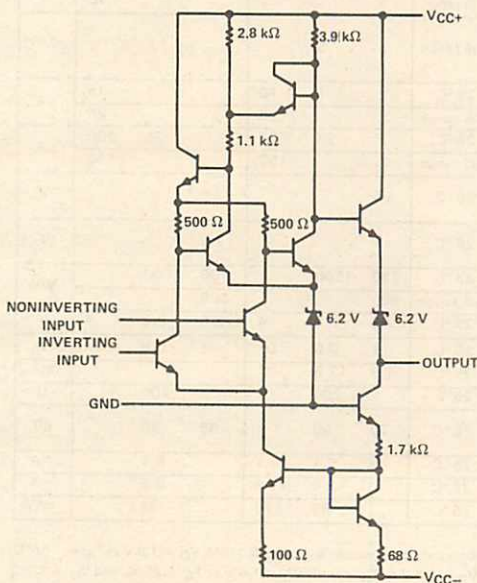 VCC+
2.8 kΩ
3.9 kΩ
1.1 kΩ
500 Ω
500 Ω
NONINVERTING
INPUT
INVERTING
INPUT
6.2 V
6.2 V
OUTPUT
GND
1.7 kΩ
100 Ω
68 Ω
VCC−